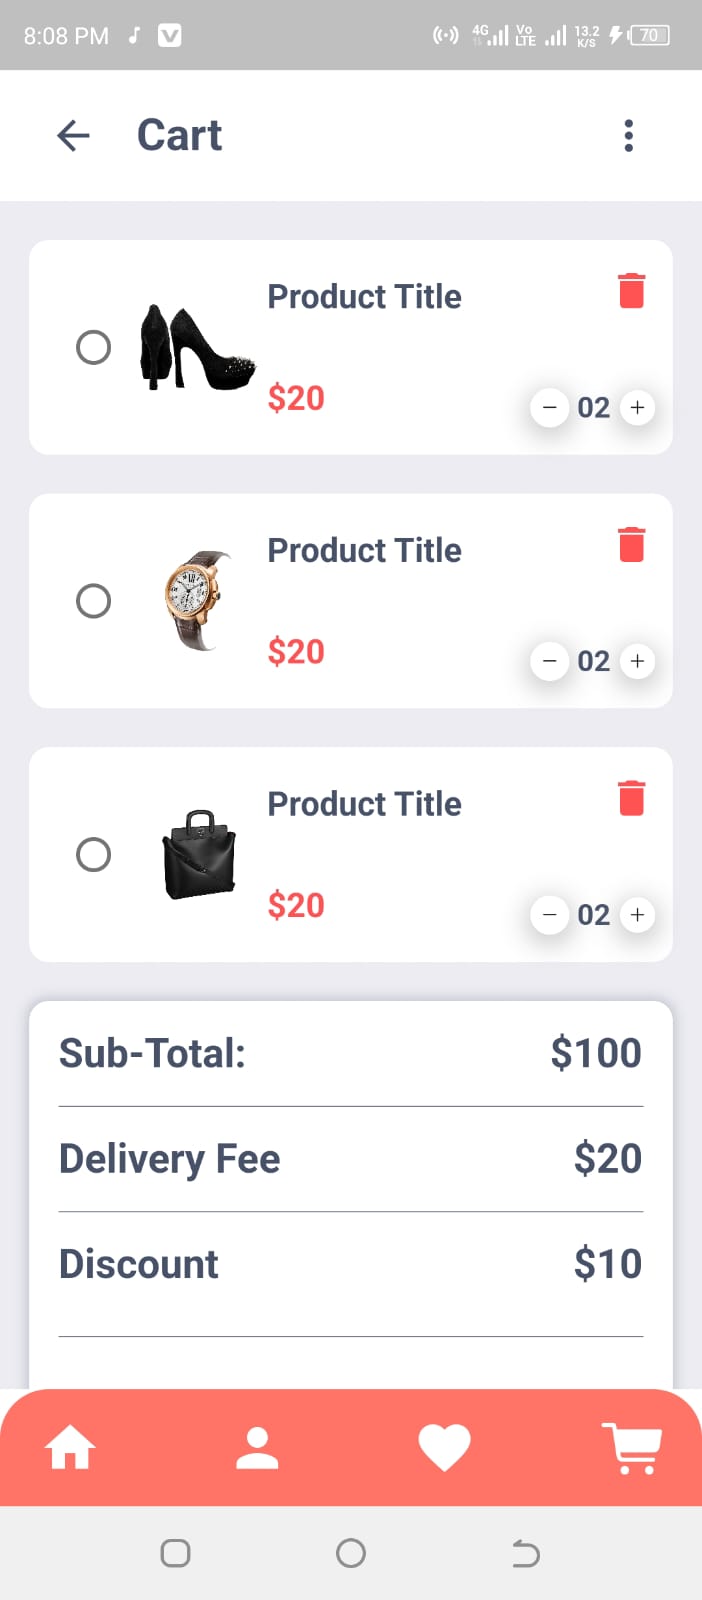 8:08 PM 4G Vo LTE 13.2 K/S 70
Cart
Product Title
$20
− 02 +
Product Title
$20
− 02 +
Product Title
$20
− 02 +
Sub-Total: $100
Delivery Fee $20
Discount $10